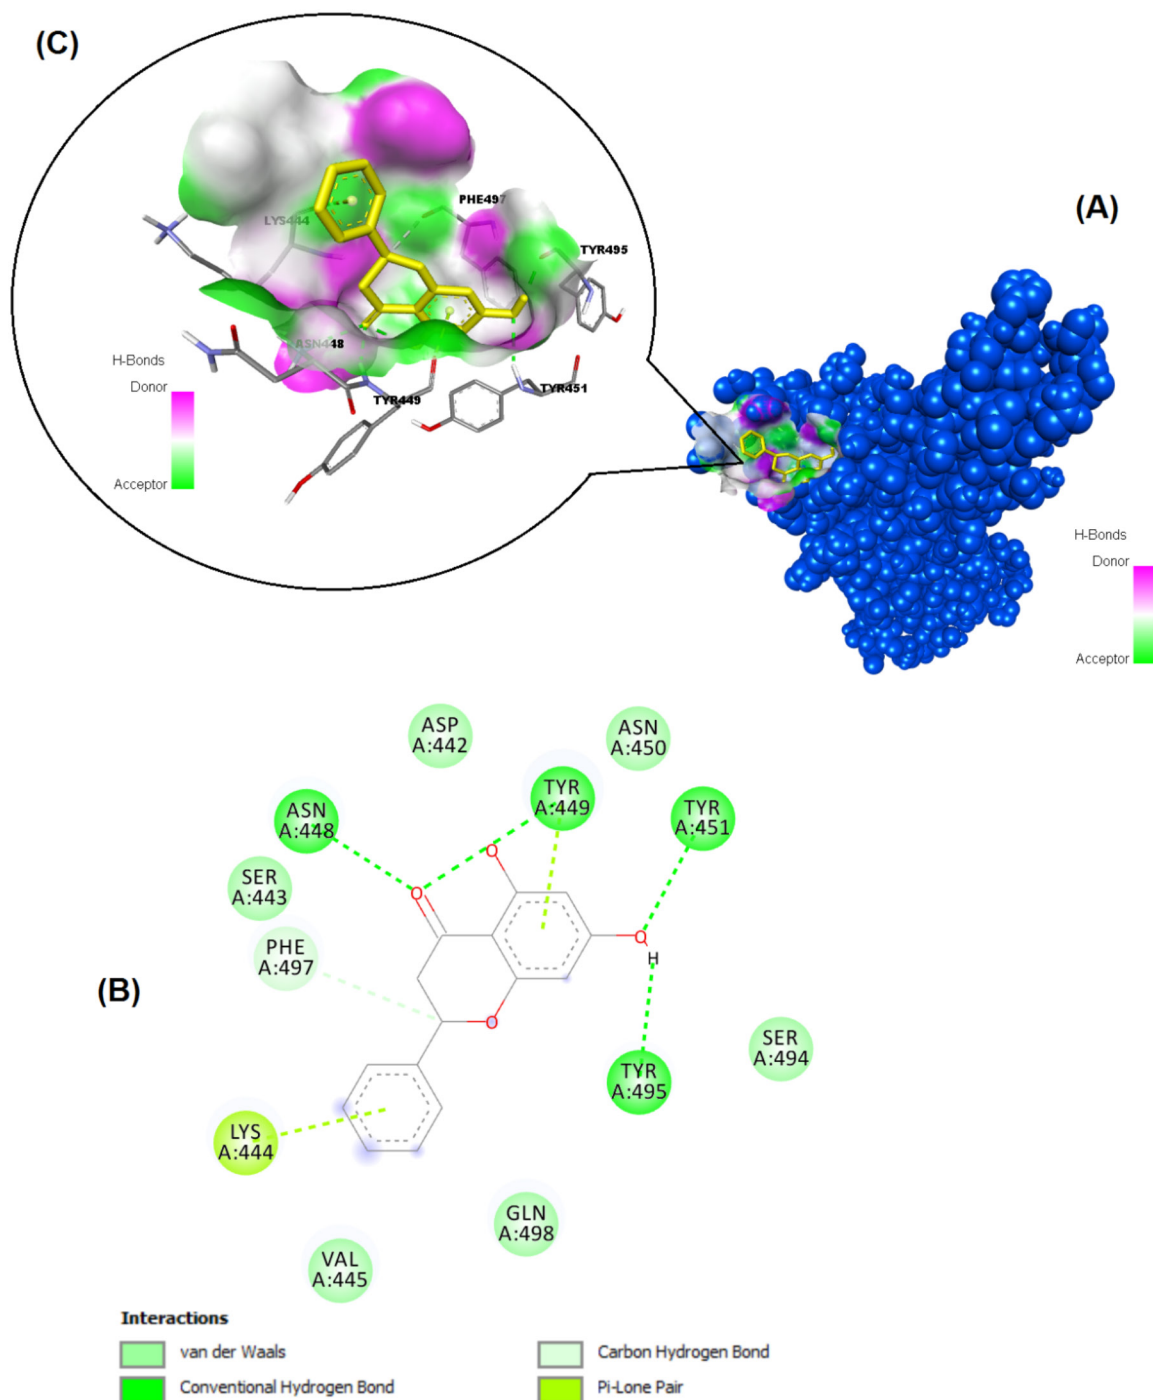 (C)
(A)
LYS444
PHE497
TYR495
ASN448
TYR449
TYR451
H-Bonds
Donor
Acceptor
H-Bonds
Donor
Acceptor
(B)
ASP
A:442
ASN
A:450
ASN
A:448
TYR
A:449
TYR
A:451
SER
A:443
PHE
A:497
O
O
O
H
O
SER
A:494
TYR
A:495
LYS
A:444
GLN
A:498
VAL
A:445
Interactions
van der Waals
Conventional Hydrogen Bond
Carbon Hydrogen Bond
Pi-Lone Pair